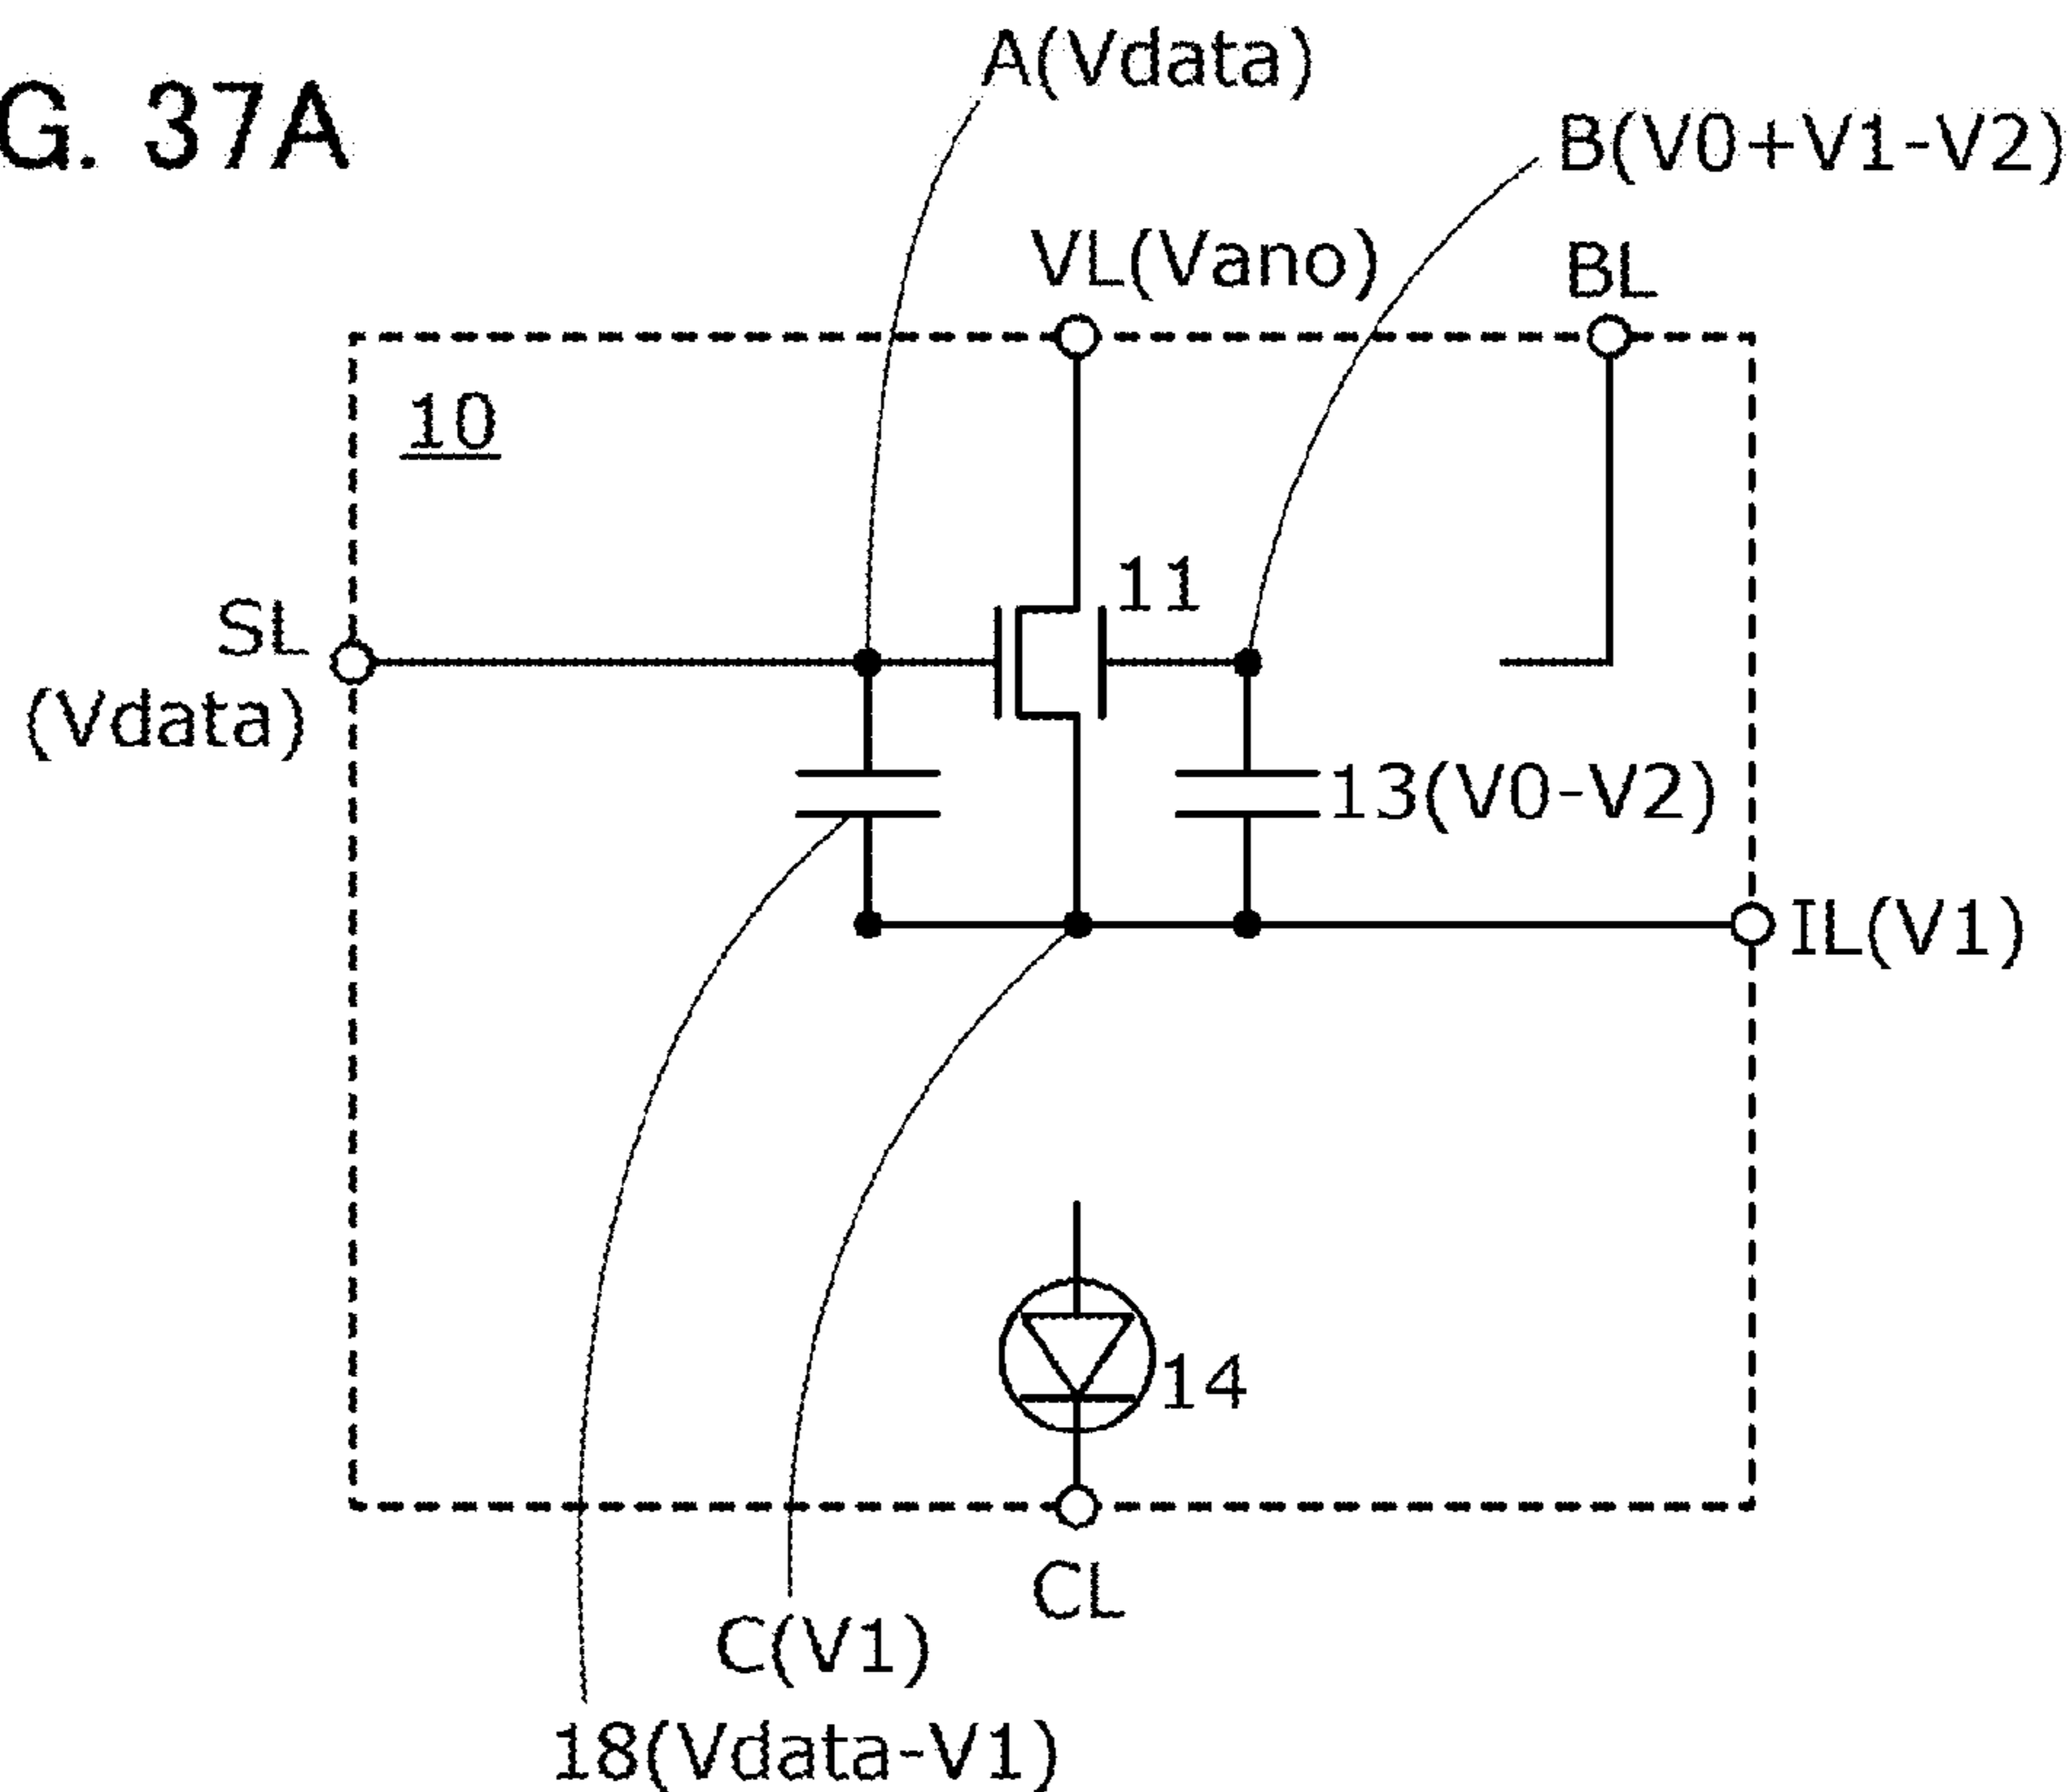 G. 37A
A(Vdata)
B(V0+V1-V2)
VL(Vano)
BL
10
11
SL
(Vdata)
13(V0-V2)
IL(V1)
14
CL
C(V1)
18(Vdata-V1)